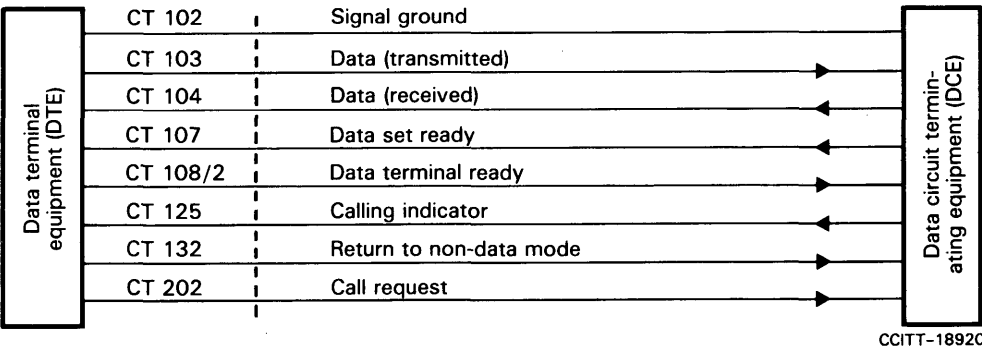 CT 102 Signal ground
CT 103 Data (transmitted)
CT 104 Data (received)
CT 107 Data set ready
CT 108/2 Data terminal ready
CT 125 Calling indicator
CT 132 Return to non-data mode
CT 202 Call request
Data terminal
equipment (DTE)
Data circuit termin-
ating equipment (DCE)
CCITT-18920